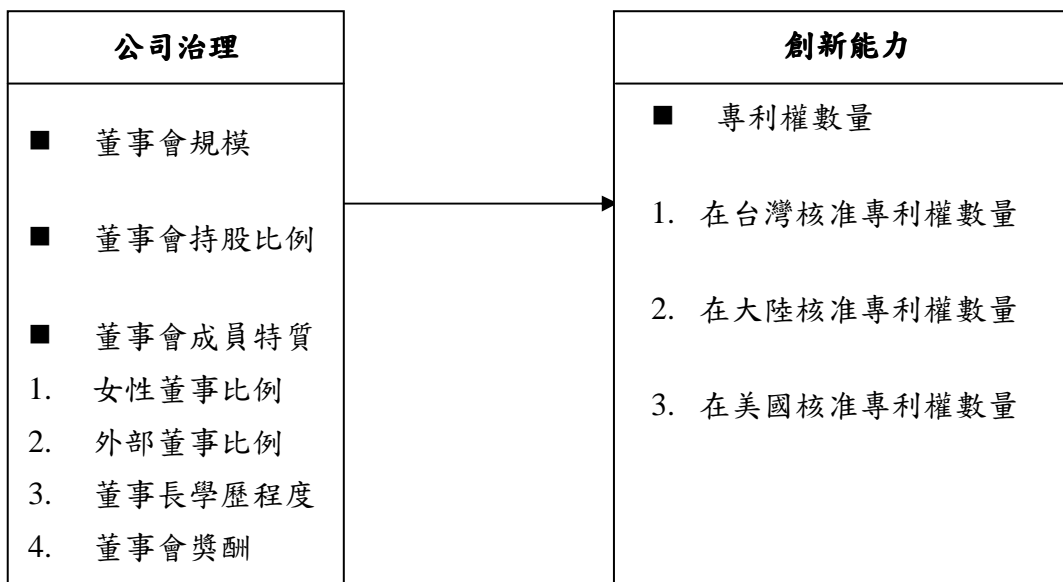 公司治理
■ 董事會規模
■ 董事會持股比例
■ 董事會成員特質
1. 女性董事比例
2. 外部董事比例
3. 董事長學歷程度
4. 董事會獎酬
創新能力
■ 專利權數量
1. 在台灣核准專利權數量
2. 在大陸核准專利權數量
3. 在美國核准專利權數量